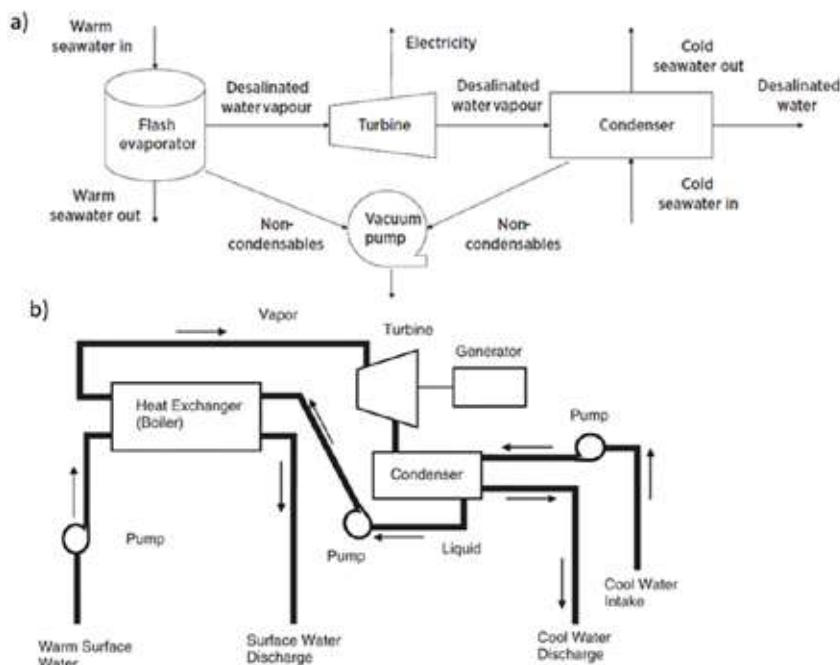 a)
Warm
seawater in
Flash
evaporator
Warm
seawater out
Desalinated
water vapour
Electricity
Turbine
Desalinated
water vapour
Cold
seawater out
Condenser
Desalinated
water
Cold
seawater in
Non-
condensables
Vacuum
pump
Non-
condensables
b)
Vapor
Turbine
Generator
Heat Exchanger
(Boiler)
Pump
Condenser
Pump
Pump
Liquid
Cool Water
Intake
Warm Surface
Water
Surface Water
Discharge
Cool Water
Discharge